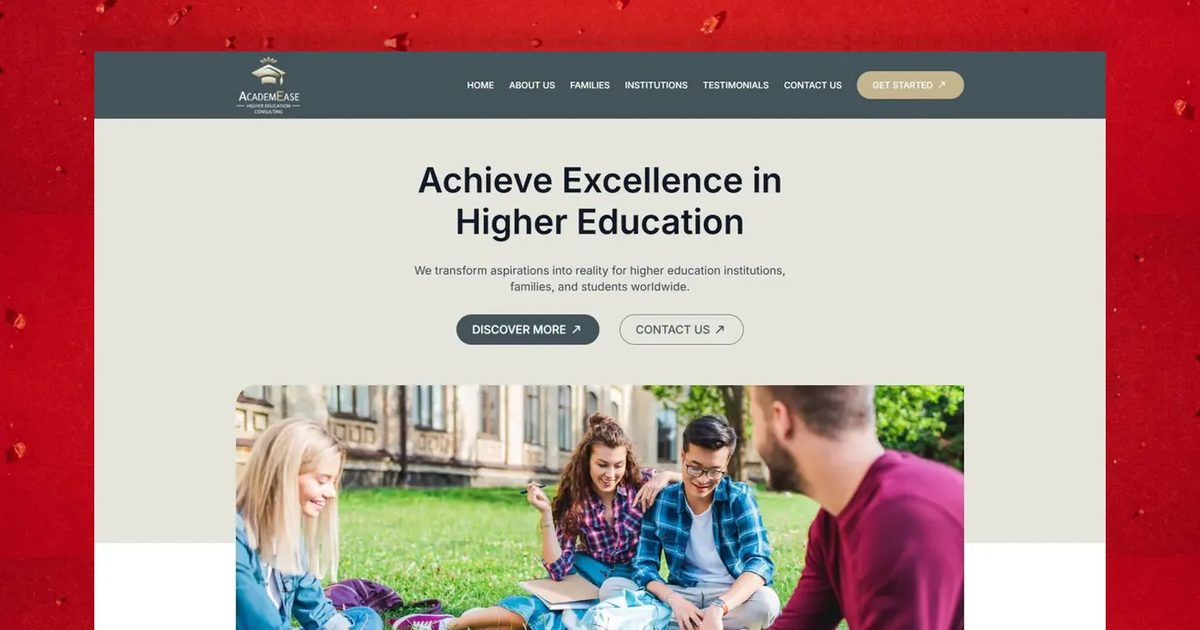 ACADEMEASE
HIGHER EDUCATION
CONSULTING
HOME ABOUT US FAMILIES INSTITUTIONS TESTIMONIALS CONTACT US GET STARTED
Achieve Excellence in
Higher Education
We transform aspirations into reality for higher education institutions,
families, and students worldwide.
DISCOVER MORE CONTACT US